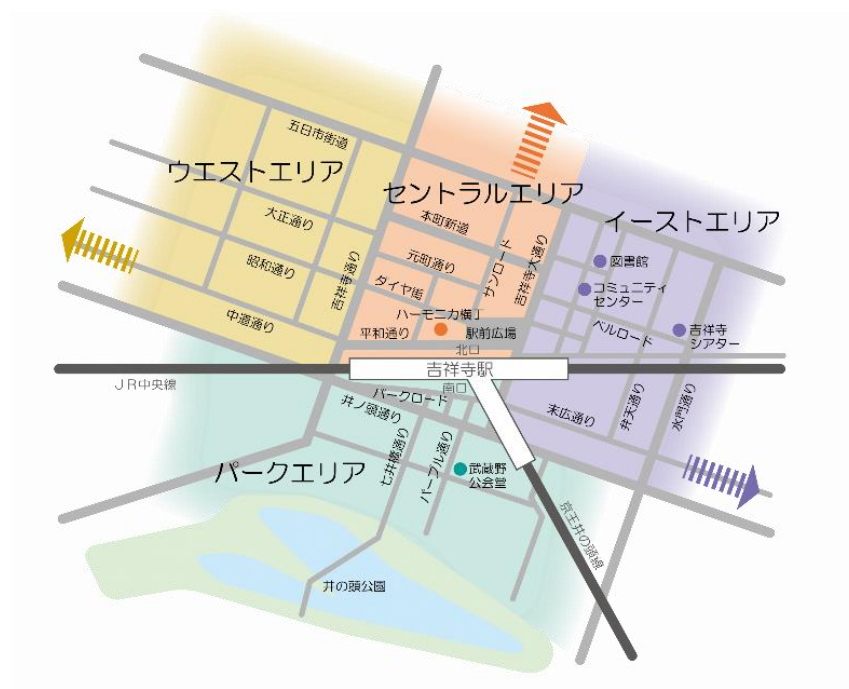 五日市街道
ウエストエリア
セントラルエリア
イーストエリア
大正通り
本町新道
昭和通り
吉祥寺通り
元町通り
サンロード
吉祥寺大通り
図書館
ダイヤ街
コミュニティ
センター
中道通り
ハーモニカ横丁
平和通り
駅前広場
ベルロード
吉祥寺
シアター
北口
吉祥寺駅
JR中央線
南口
パークロード
井ノ頭通り
末広通り
弁天通り
水門通り
パークエリア
七井橋通り
パープル通り
武蔵野
公会堂
京王井の頭線
井の頭公園